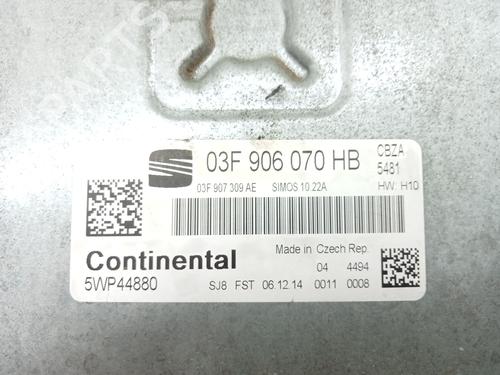 03F 906 070 HB
CBZA
5481
03F 907 309 AE SIMOS 10.22A
HW: H10
Continental
Made in Czech Rep.
5WP44880
04 4494
SJ8 FST 06.12.14 0011 0008